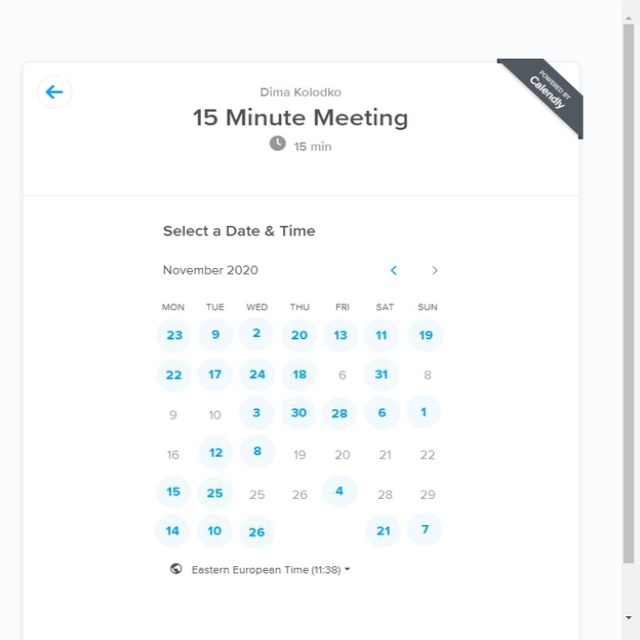 POWERED BY
Calendly
Dima Kolodko
15 Minute Meeting
15 min
Select a Date & Time
November 2020
MON TUE WED THU FRI SAT SUN
23 9 2 20 13 11 19
22 17 24 18 6 31 8
9 10 3 30 28 6 1
16 12 8 19 20 21 22
15 25 25 26 4 28 29
14 10 26 21 7
Eastern European Time (11:38)